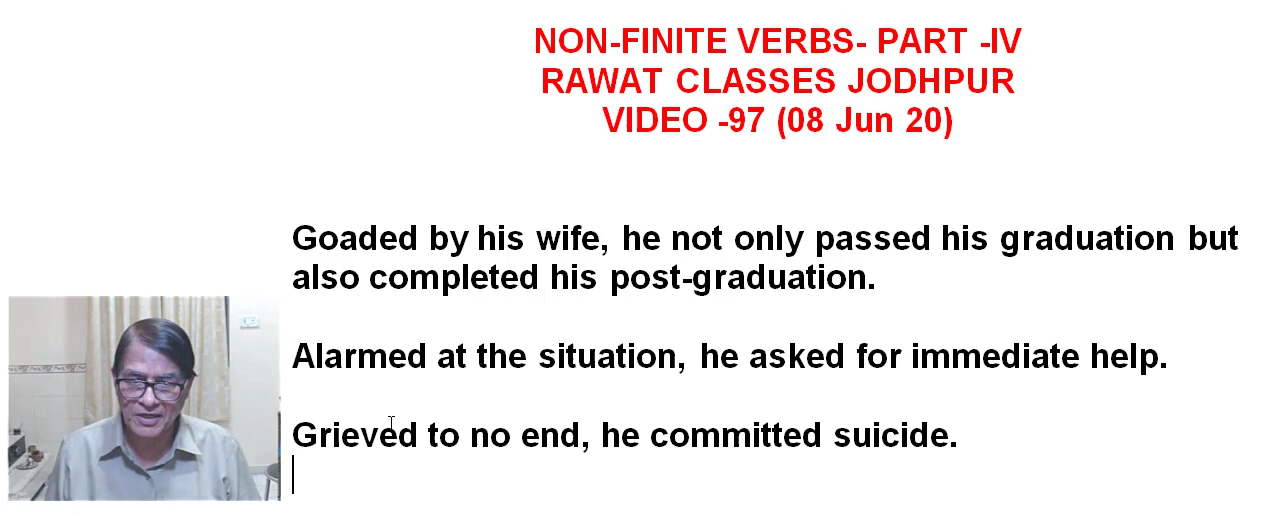 NON-FINITE VERBS- PART -IV
RAWAT CLASSES JODHPUR
VIDEO -97 (08 Jun 20)
Goaded by his wife, he not only passed his graduation but
also completed his post-graduation.
Alarmed at the situation, he asked for immediate help.
Grieved to no end, he committed suicide.